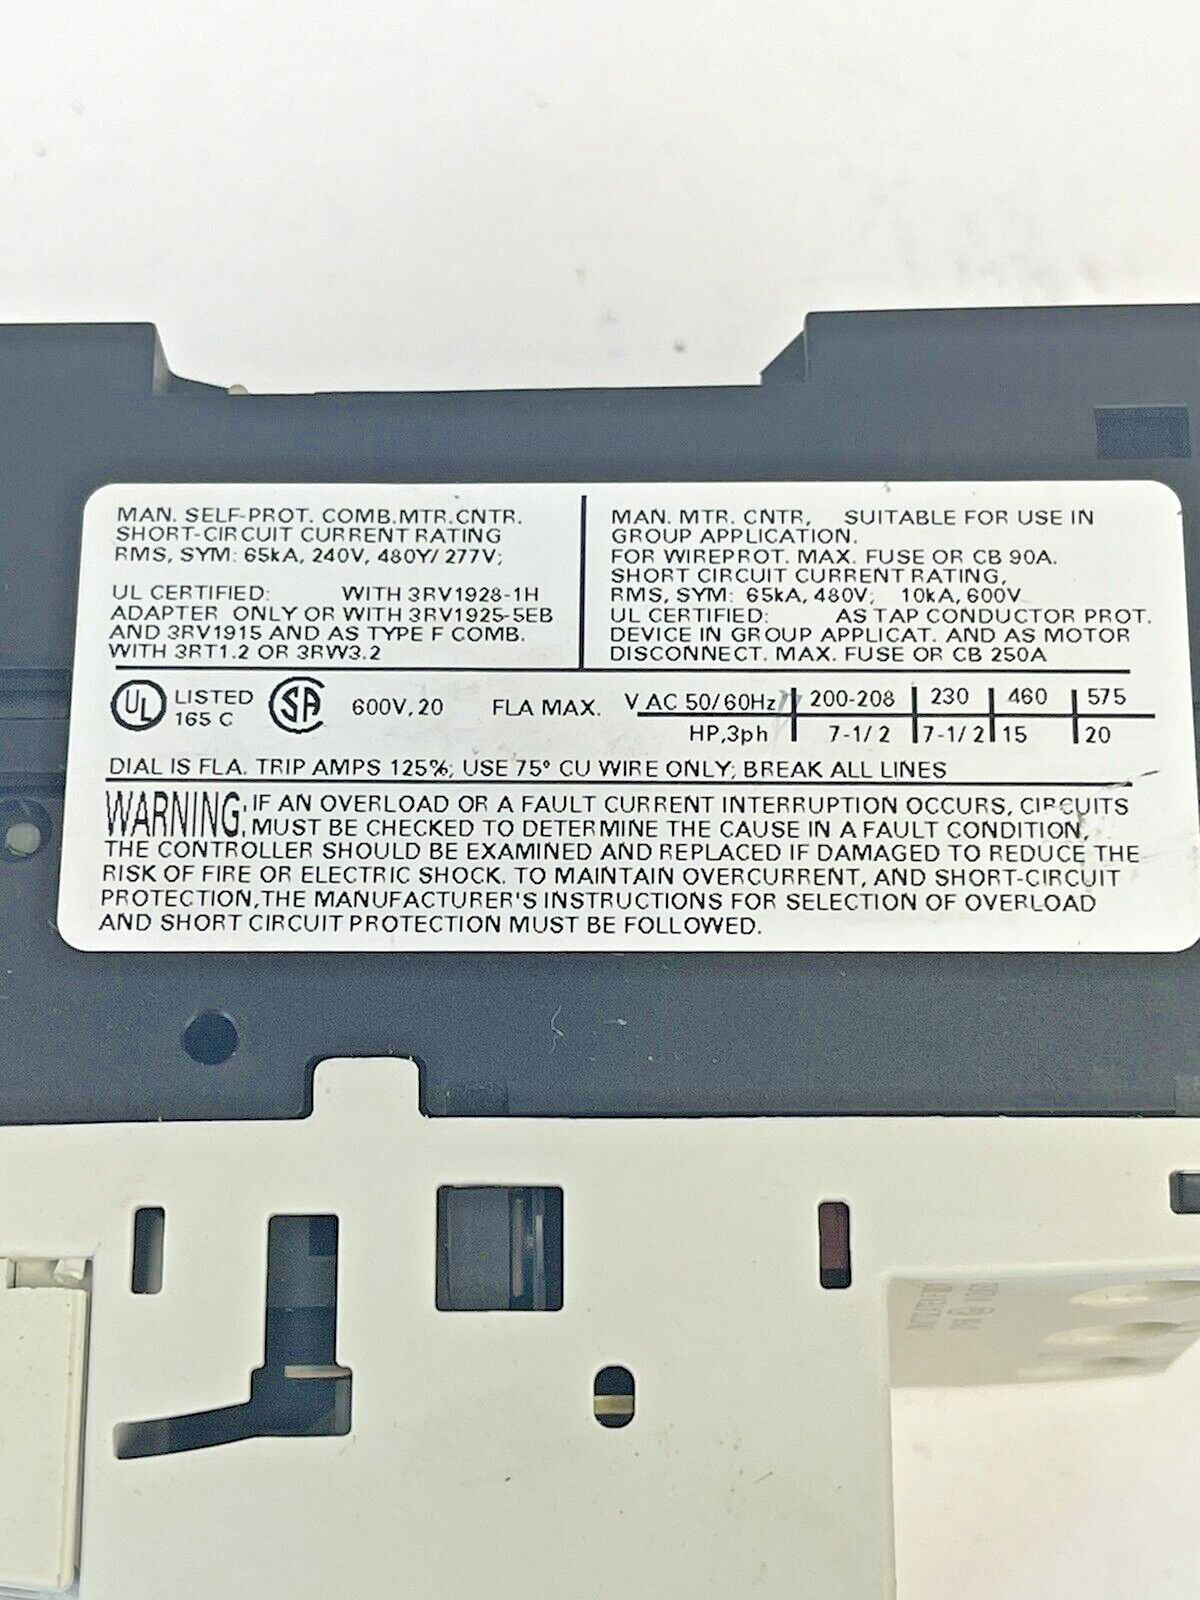 MAN. SELF-PROT. COMB.MTR.CNTR.
SHORT-CIRCUIT CURRENT RATING
RMS, SYM: 65kA, 240V, 480Y/ 277V;
UL CERTIFIED: WITH 3RV1928-1H
ADAPTER ONLY OR WITH 3RV1925-5EB
AND 3RV1915 AND AS TYPE F COMB.
WITH 3RT1.2 OR 3RW3.2
MAN. MTR. CNTR, SUITABLE FOR USE IN
GROUP APPLICATION.
FOR WIREPROT. MAX. FUSE OR CB 90A.
SHORT CIRCUIT CURRENT RATING,
RMS, SYM: 65kA, 480V; 10kA, 600V
UL CERTIFIED: AS TAP CONDUCTOR PROT.
DEVICE IN GROUP APPLICAT. AND AS MOTOR
DISCONNECT. MAX. FUSE OR CB 250A
UL LISTED 165 C SA 600V, 20 FLA MAX.
V AC 50/60Hz 200-208 230 460 575
HP,3ph 7-1/2 7-1/2 15 20
DIAL IS FLA. TRIP AMPS 125%; USE 75° CU WIRE ONLY; BREAK ALL LINES
WARNING: IF AN OVERLOAD OR A FAULT CURRENT INTERRUPTION OCCURS, CIRCUITS
MUST BE CHECKED TO DETERMINE THE CAUSE IN A FAULT CONDITION,
THE CONTROLLER SHOULD BE EXAMINED AND REPLACED IF DAMAGED TO REDUCE THE
RISK OF FIRE OR ELECTRIC SHOCK. TO MAINTAIN OVERCURRENT, AND SHORT-CIRCUIT
PROTECTION,THE MANUFACTURER'S INSTRUCTIONS FOR SELECTION OF OVERLOAD
AND SHORT CIRCUIT PROTECTION MUST BE FOLLOWED.